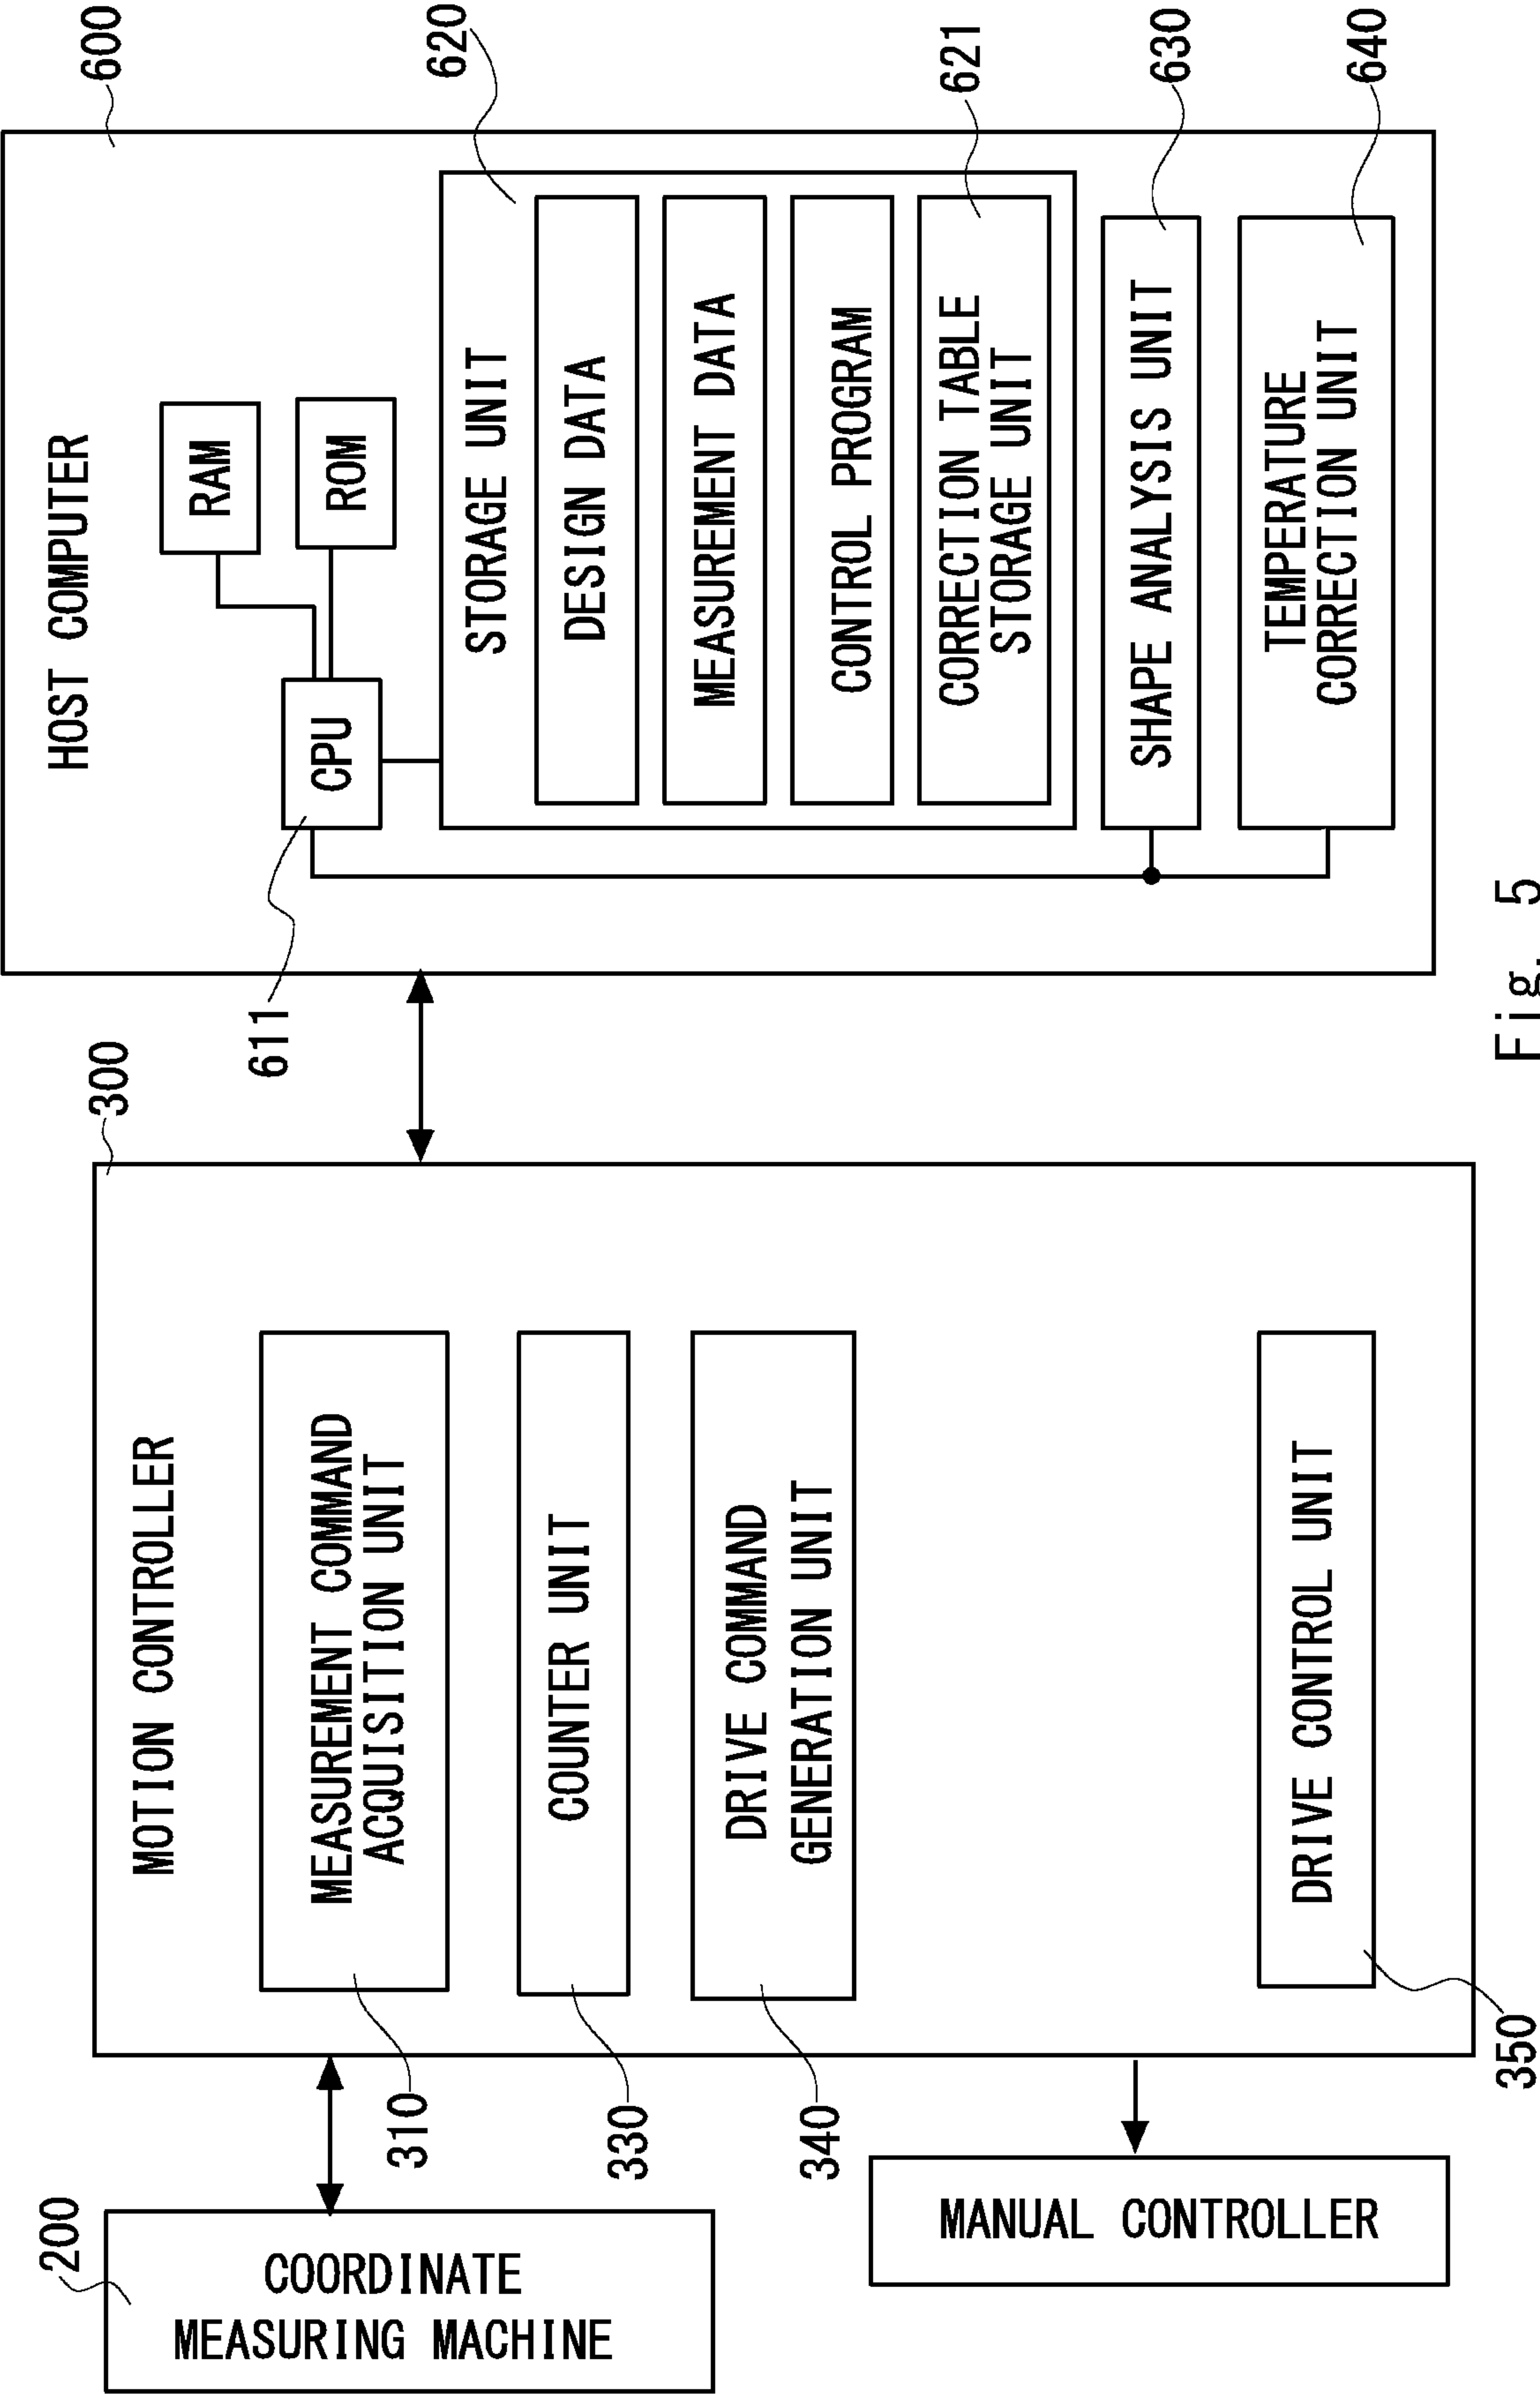 200
COORDINATE
MEASURING MACHINE
MANUAL CONTROLLER
300
MOTION CONTROLLER
MEASUREMENT COMMAND
ACQUISITION UNIT
310
COUNTER UNIT
330
DRIVE COMMAND
GENERATION UNIT
340
DRIVE CONTROL UNIT
350
600
HOST COMPUTER
RAM
ROM
CPU
611
620
STORAGE UNIT
DESIGN DATA
MEASUREMENT DATA
CONTROL PROGRAM
CORRECTION TABLE
STORAGE UNIT
621
SHAPE ANALYSIS UNIT
630
TEMPERATURE
CORRECTION UNIT
640
Fig. 5